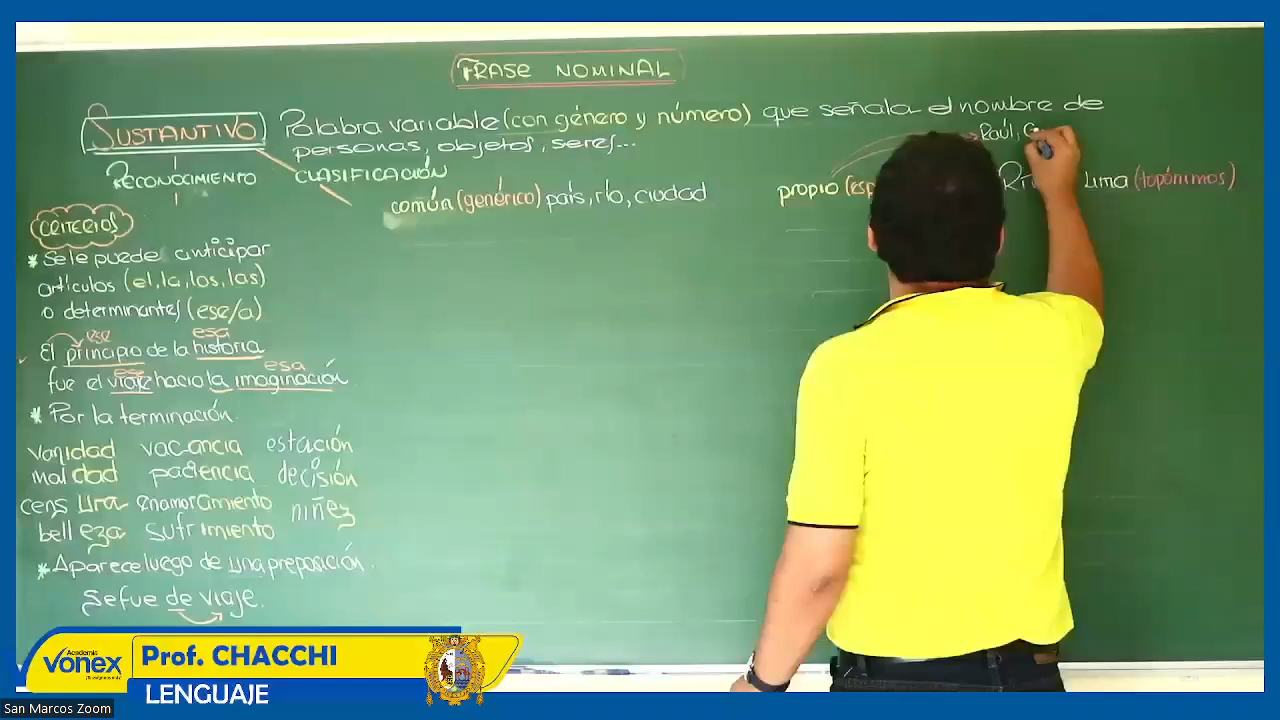 FRASE NOMINAL
SUSTANTIVO Palabra variable (con género y número) que señala el nombre de
personas, objetos, seres...
Raúl, C
RECONOCIMIENTO CLASIFICACIÓN
común (genérico) país, río, ciudad propio (esp Lima (topónimos)
CRITERIOS
* Se le puede anticipar
artículos (el, la, los, las)
o determinantes (ese/a)
ese esa
El principio de la historia
ese esa
fue el viaje hacia la imaginación
* Por la terminación.
vanidad vacancia estación
maldad paciencia decisión
censura enamoramiento niñez
belleza sufrimiento
* Aparece luego de una preposición.
Se fue de viaje.
Academia
vonex
Prof. CHACCHI
LENGUAJE
San Marcos Zoom